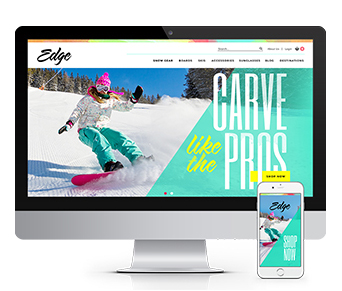 Search...
Edge
About Us | Login
SNOW GEAR BOARDS SKIS ACCESSORIES SUNGLASSES BLOG DESTINATIONS
CARVE
like
the
PROS
SHOP NOW
Edge
SHOP
NOW